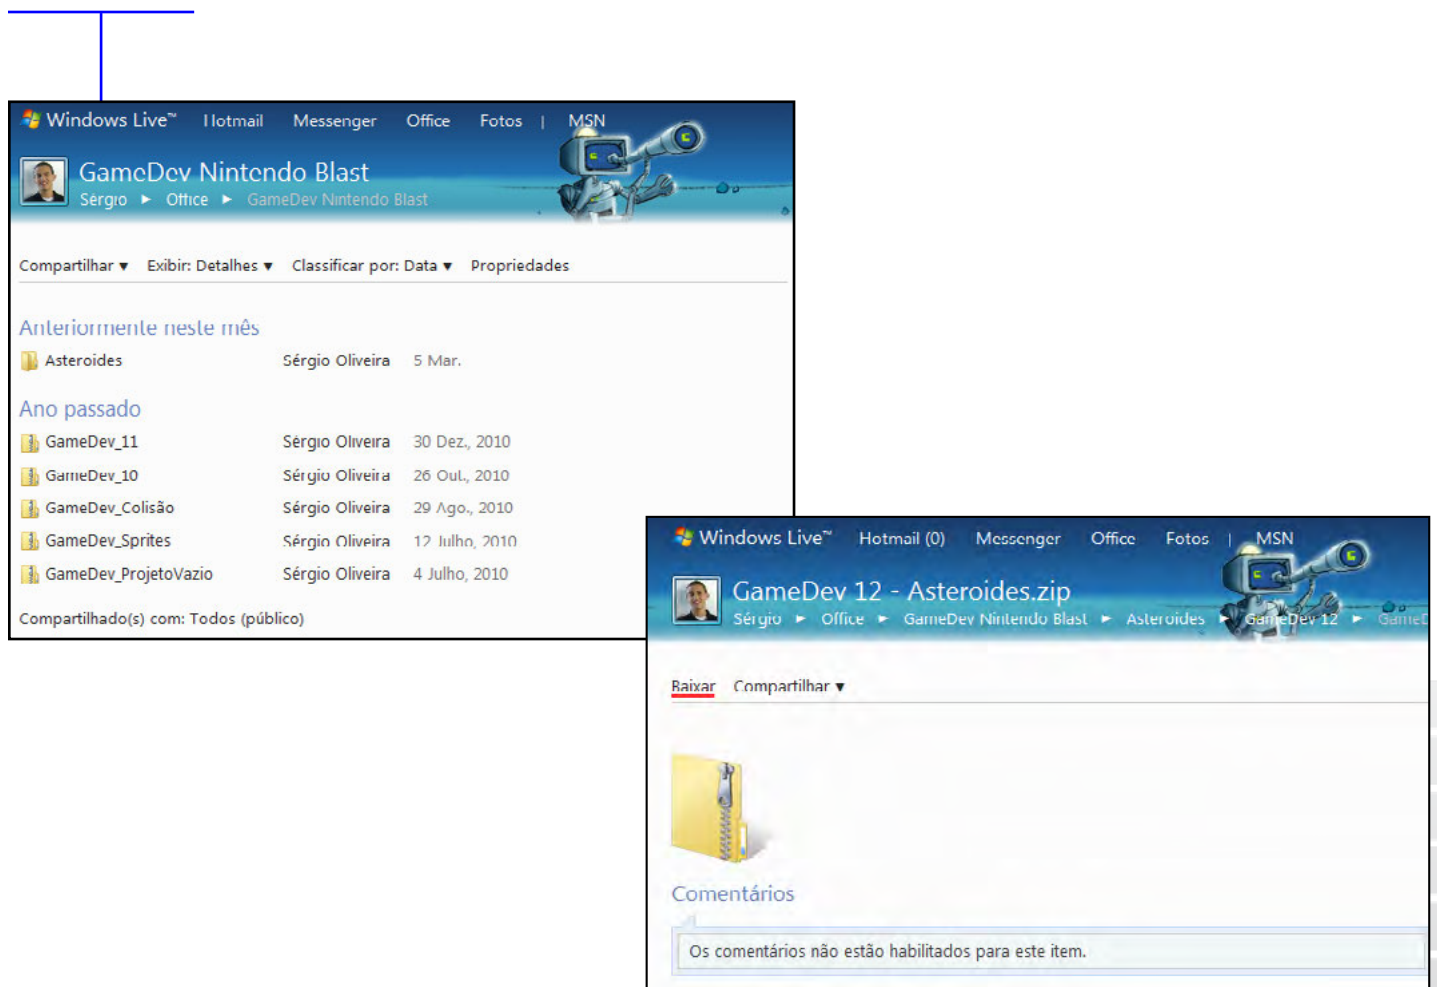 Windows Live™ Hotmail Messenger Office Fotos | MSN
GameDev Nintendo Blast
Sérgio ► Office ► GameDev Nintendo Blast
Compartilhar ▼ Exibir: Detalhes ▼ Classificar por: Data ▼ Propriedades
Anteriormente neste mês
Asteroides Sérgio Oliveira 5 Mar.
Ano passado
GameDev_11 Sérgio Oliveira 30 Dez., 2010
GameDev_10 Sérgio Oliveira 26 Out., 2010
GameDev_Colisão Sérgio Oliveira 29 Ago., 2010
GameDev_Sprites Sérgio Oliveira 12 Julho, 2010
GameDev_ProjetoVazio Sérgio Oliveira 4 Julho, 2010
Compartilhado(s) com: Todos (público)
Windows Live™ Hotmail (0) Messenger Office Fotos | MSN
GameDev 12 - Asteroides.zip
Sérgio ► Office ► GameDev Nintendo Blast ► Asteroides ► GameDev 12 ►
Baixar Compartilhar ▼
Comentários
Os comentários não estão habilitados para este item.